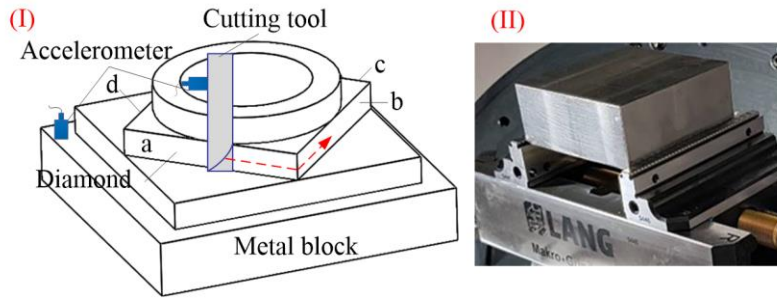 (I)
Cutting tool
Accelerometer
c
d
b
a
Diamond
Metal block
(II)
LANG